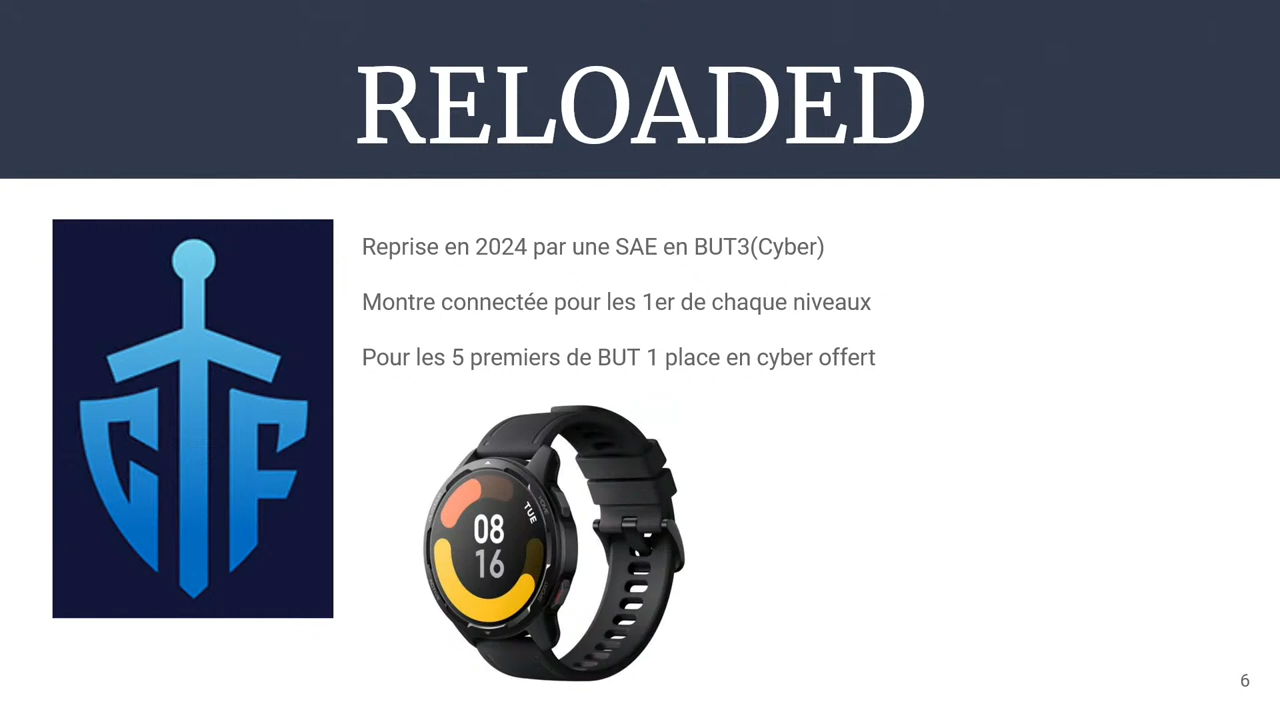 RELOADED
Reprise en 2024 par une SAE en BUT3(Cyber)
Montre connectée pour les 1er de chaque niveaux
Pour les 5 premiers de BUT 1 place en cyber offert
CTF
TUE
08
16
6